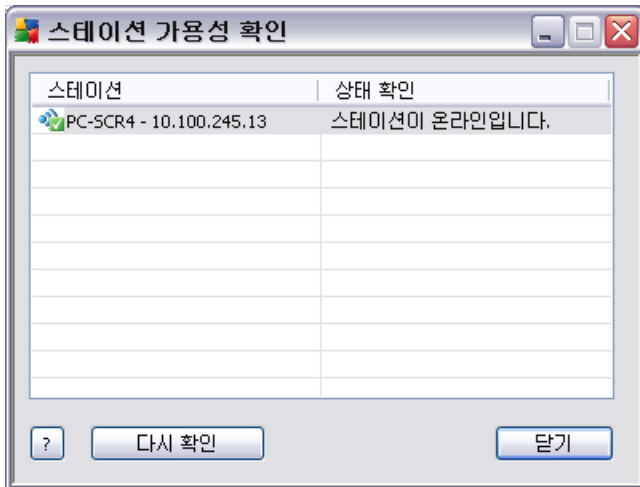 스테이션 가용성 확인
스테이션 상태 확인
PC-SCR4 - 10.100.245.13 스테이션이 온라인입니다.
? 다시 확인 닫기